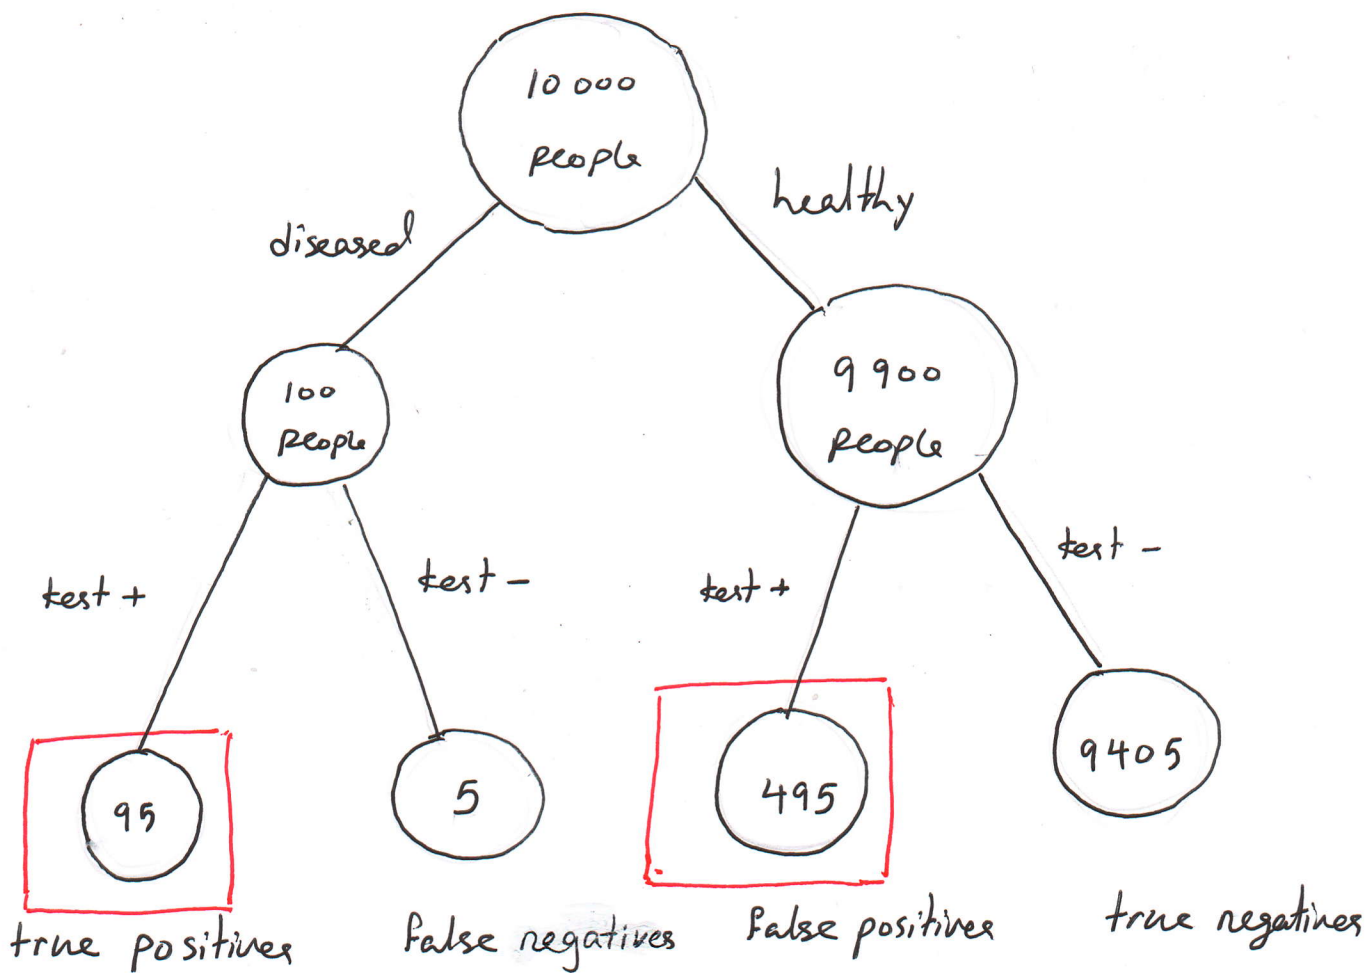 10 000
people
healthy
diseased
100
people
9 900
people
test +
test -
test +
test -
95
5
495
9405
true positives
false negatives
false positives
true negatives